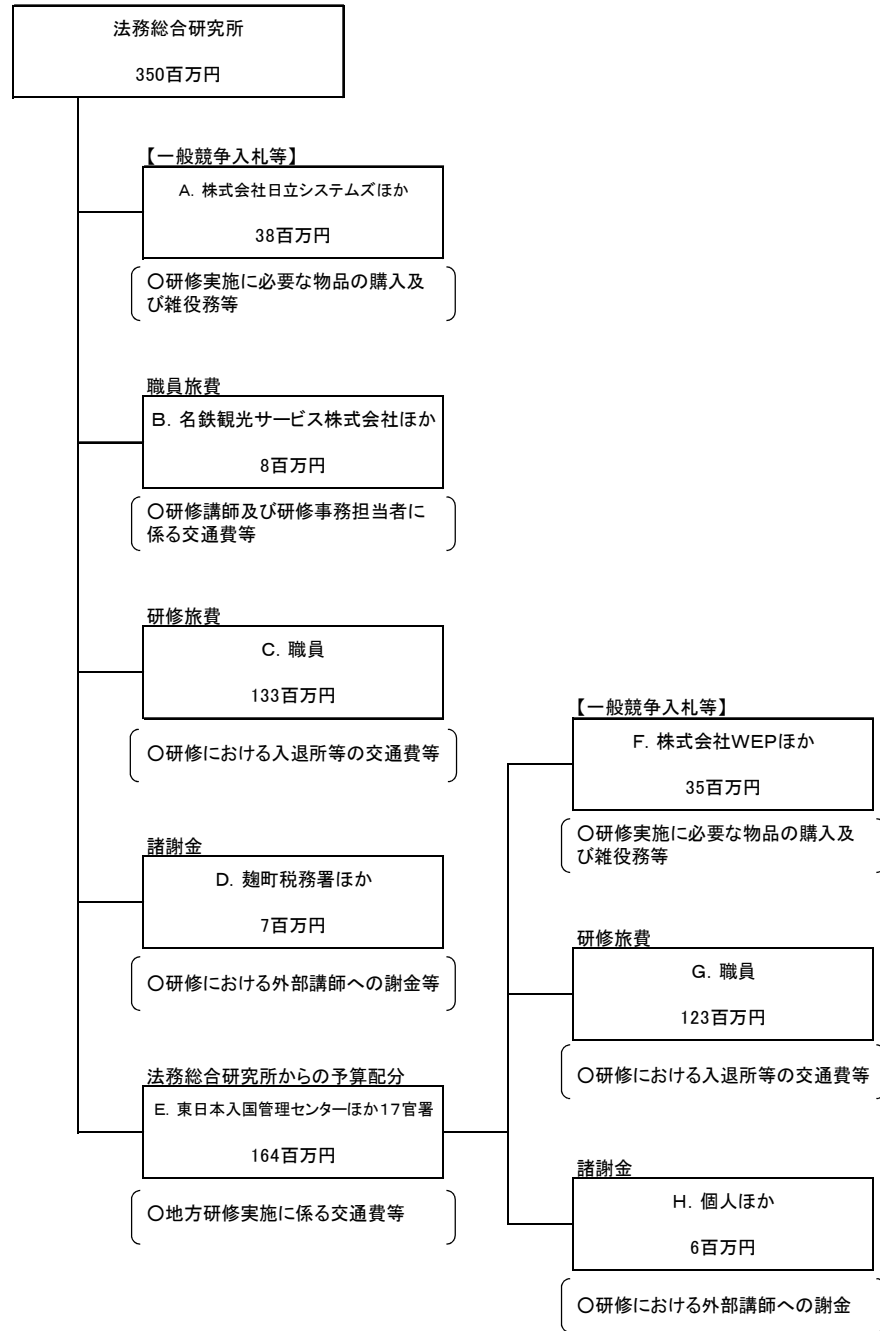 法務総合研究所
350百万円
【一般競争入札等】
A. 株式会社日立システムズほか
38百万円
○研修実施に必要な物品の購入及
び雑役務等
職員旅費
B. 名鉄観光サービス株式会社ほか
8百万円
○研修講師及び研修事務担当者に
係る交通費等
研修旅費
C. 職員
133百万円
○研修における入退所等の交通費等
諸謝金
D. 麹町税務署ほか
7百万円
○研修における外部講師への謝金等
法務総合研究所からの予算配分
E. 東日本入国管理センターほか17官署
164百万円
○地方研修実施に係る交通費等
【一般競争入札等】
F. 株式会社WEPほか
35百万円
○研修実施に必要な物品の購入及
び雑役務等
研修旅費
G. 職員
123百万円
○研修における入退所等の交通費等
諸謝金
H. 個人ほか
6百万円
○研修における外部講師への謝金